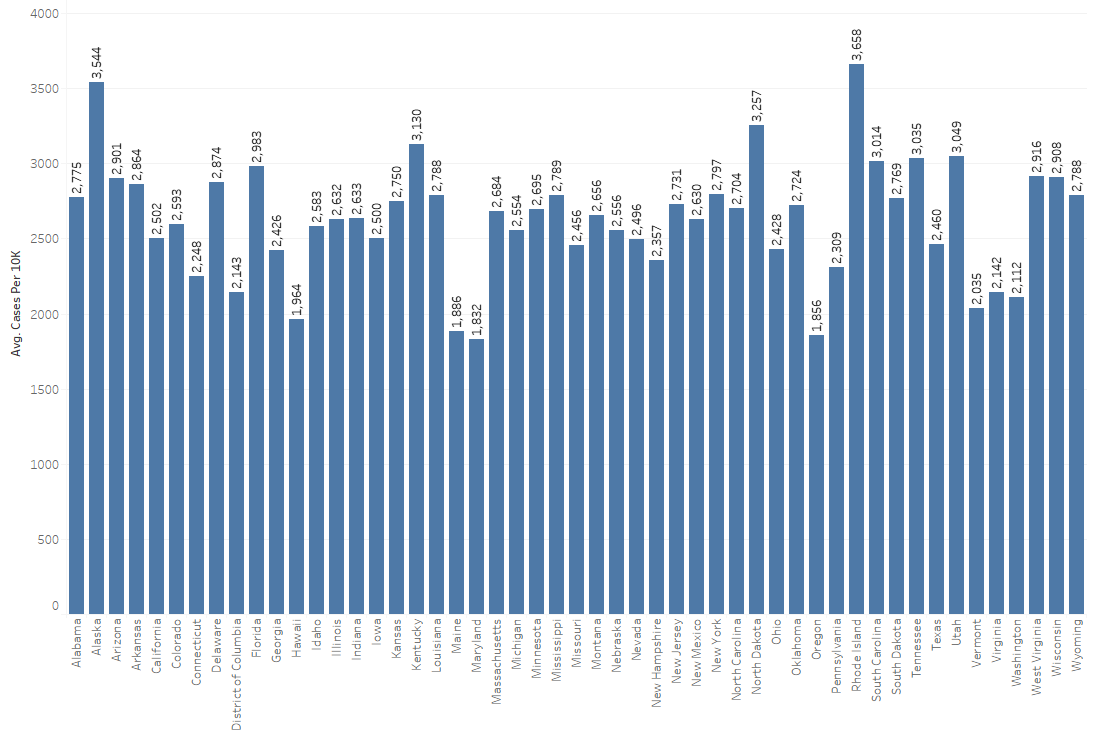 4000
3500
3000
2500
2000
1500
1000
500
0
Avg. Cases Per 10K
2,775
3,544
2,901
2,864
2,502
2,593
2,248
2,874
2,143
2,983
2,426
1,964
2,583
2,632
2,633
2,500
2,750
3,130
2,788
1,886
1,832
2,684
2,554
2,695
2,789
2,456
2,656
2,556
2,496
2,357
2,731
2,630
2,797
2,704
3,257
2,428
2,724
1,856
2,309
3,658
3,014
2,769
3,035
2,460
3,049
2,035
2,142
2,112
2,916
2,908
2,788
Alabama
Alaska
Arizona
Arkansas
California
Colorado
Connecticut
Delaware
District of Columbia
Florida
Georgia
Hawaii
Idaho
Illinois
Indiana
Iowa
Kansas
Kentucky
Louisiana
Maine
Maryland
Massachusetts
Michigan
Minnesota
Mississippi
Missouri
Montana
Nebraska
Nevada
New Hampshire
New Jersey
New Mexico
New York
North Carolina
North Dakota
Ohio
Oklahoma
Oregon
Pennsylvania
Rhode Island
South Carolina
South Dakota
Tennessee
Texas
Utah
Vermont
Virginia
Washington
West Virginia
Wisconsin
Wyoming